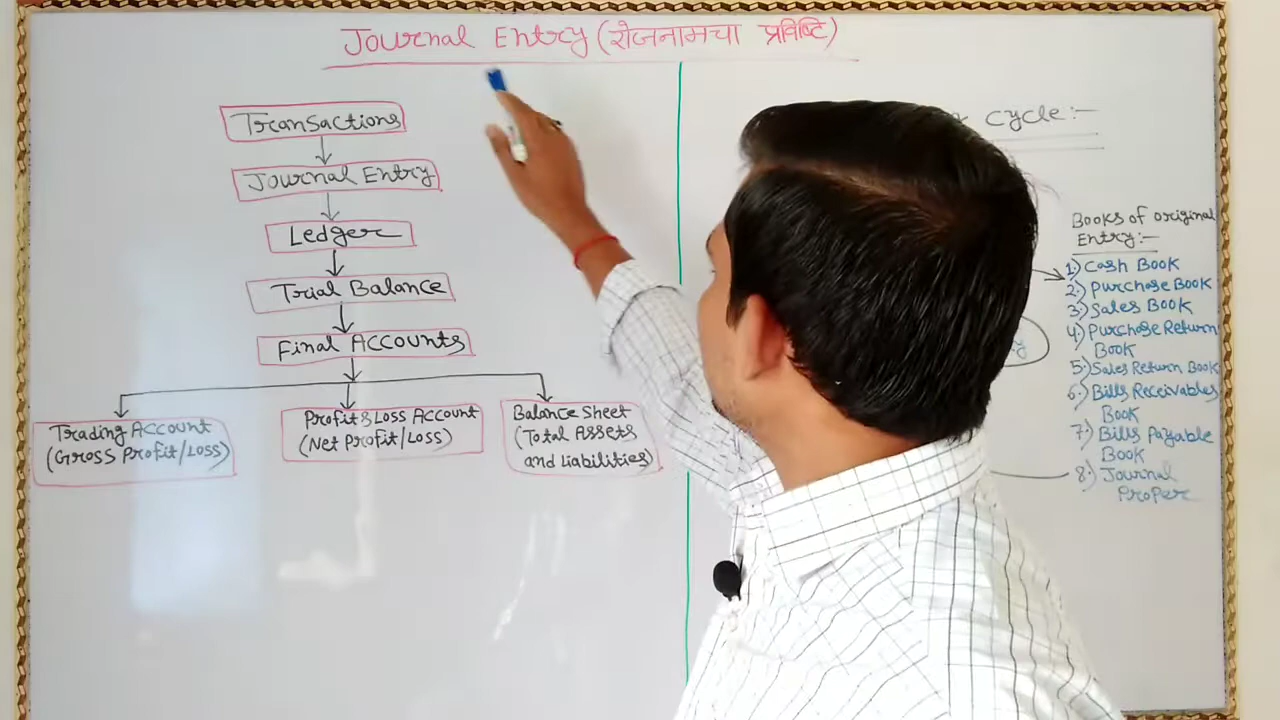 Journal Entry (रोजनामचा प्रविष्टि)
Transactions
Journal Entry
Ledger
Trial Balance
Final Accounts
Trading Account
(Gross Profit/Loss)
Profit & Loss Account
(Net Profit/Loss)
Balance Sheet
(Total Assets
and Liabilities)
cycle:-
Books of original
Entry:-
1) Cash Book
2) Purchase Book
3) Sales Book
4) Purchase Return
Book
5) Sales Return Book
6) Bills Receivables
Book
7) Bills Payable
Book
8) Journal
Proper